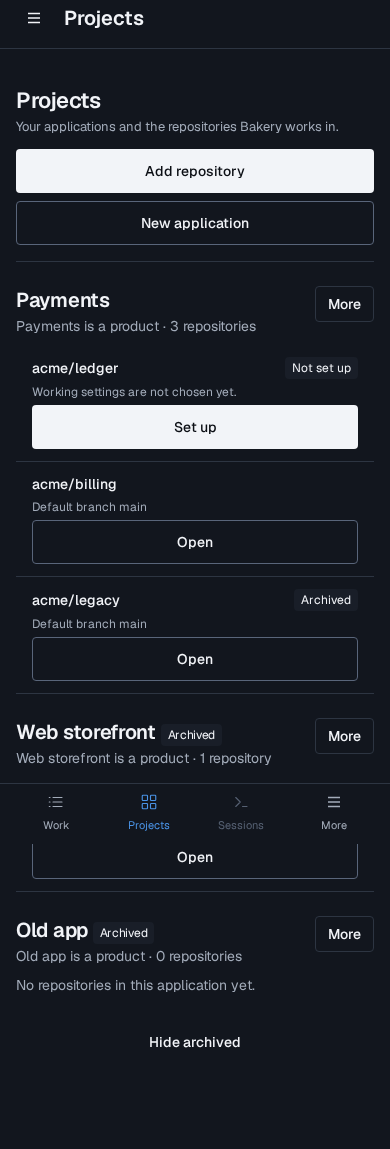 Projects
Projects
Your applications and the repositories Bakery works in.
Add repository
New application
Payments
More
Payments is a product · 3 repositories
acme/ledger
Not set up
Working settings are not chosen yet.
Set up
acme/billing
Default branch main
Open
acme/legacy
Archived
Default branch main
Open
Web storefront
Archived
More
Web storefront is a product · 1 repository
Work
Projects
Sessions
More
Open
Old app
Archived
More
Old app is a product · 0 repositories
No repositories in this application yet.
Hide archived